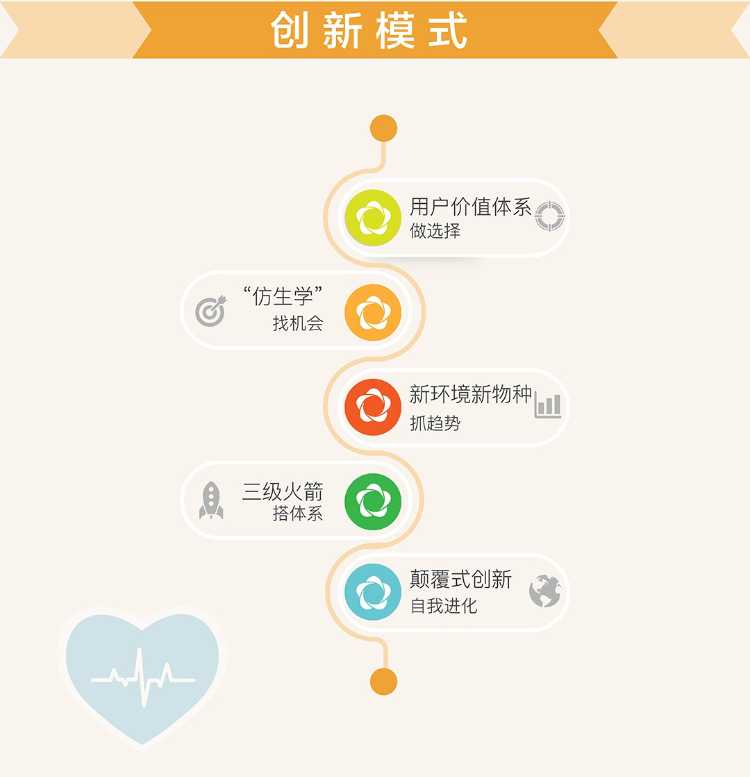 创新模式
用户价值体系
做选择
“仿生学”
找机会
新环境新物种
抓趋势
三级火箭
搭体系
颠覆式创新
自我进化